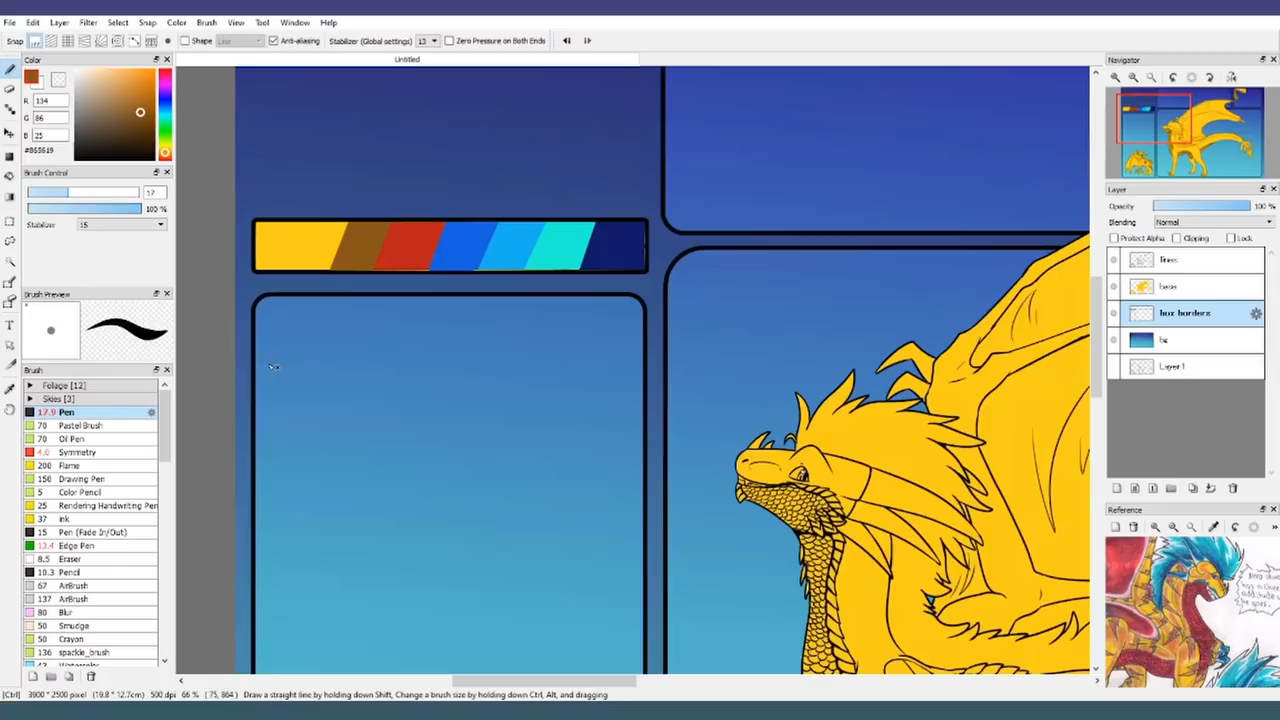 File Edit Layer Filter Select Snap Color Brush View Tool Window Help
Snap Shape Line Anti-aliasing Stabilizer (Global settings) 13 Zero Pressure on Both Ends
Color
Untitled
Navigator
R 134
G 86
B 25
#865619
Brush Control
17
100 %
Stabilizer 15
Brush Preview
Brush
Folage [12]
Skies [3]
17.9 Pen
70 Pastel Brush
70 Oil Pen
4.0 Symmetry
200 Flame
150 Drawing Pen
5 Color Pencil
25 Rendering Handwriting Pen
37 ink
15 Pen (Fade In/Out)
13.4 Edge Pen
8.5 Eraser
10.3 Pencil
67 AirBrush
137 AirBrush
80 Blur
50 Smudge
50 Crayon
136 spackle_brush
Layer
Opacity 100 %
Blending Normal
Protect Alpha Clipping Lock
lines
base
box borders
bg
Layer1
Reference
[Ctrl] 3900 * 2500 pixel (19.8 * 12.7cm) 500 dpi 66 % ( 75, 864 ) Draw a straight line by holding down Shift, Change a brush size by holding down Ctrl, Alt, and dragging